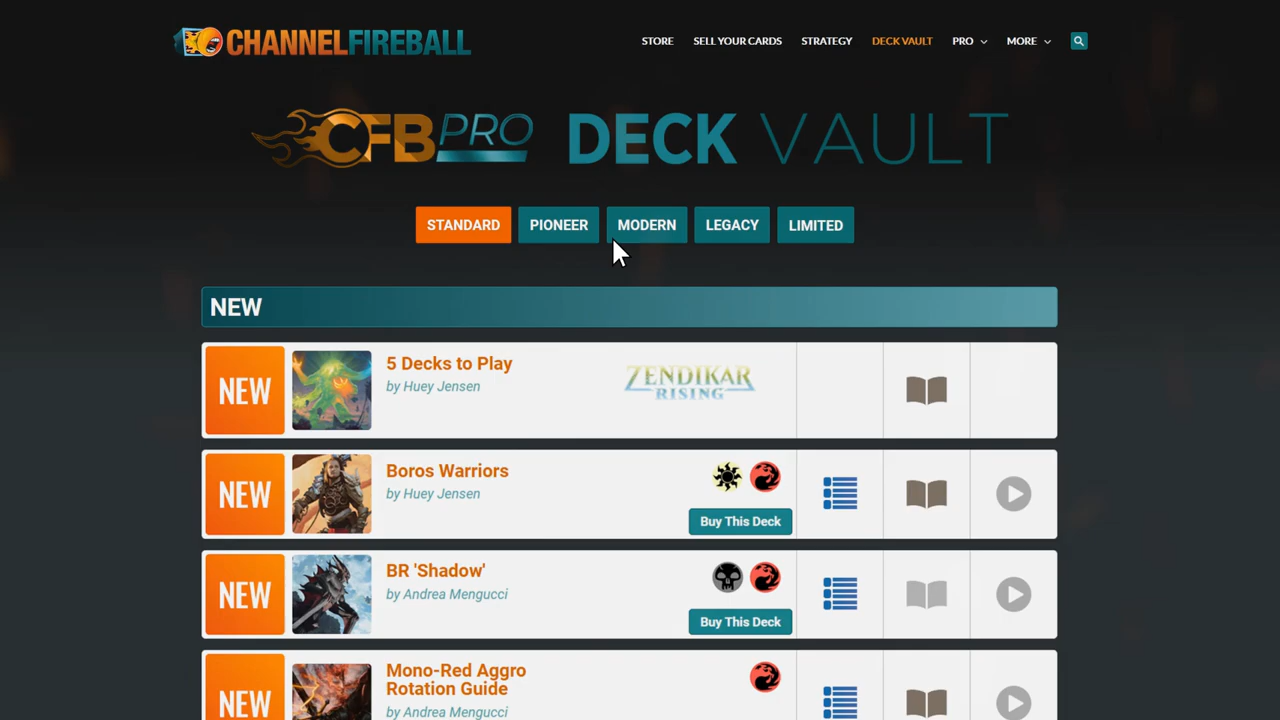 CHANNELFIREBALL
STORE SELL YOUR CARDS STRATEGY DECK VAULT PRO MORE
CFB PRO DECK VAULT
STANDARD PIONEER MODERN LEGACY LIMITED
NEW
NEW 5 Decks to Play
by Huey Jensen
ZENDIKAR
RISING
NEW Boros Warriors
by Huey Jensen
Buy This Deck
NEW BR 'Shadow'
by Andrea Mengucci
Buy This Deck
NEW Mono-Red Aggro
Rotation Guide
by Andrea Mengucci